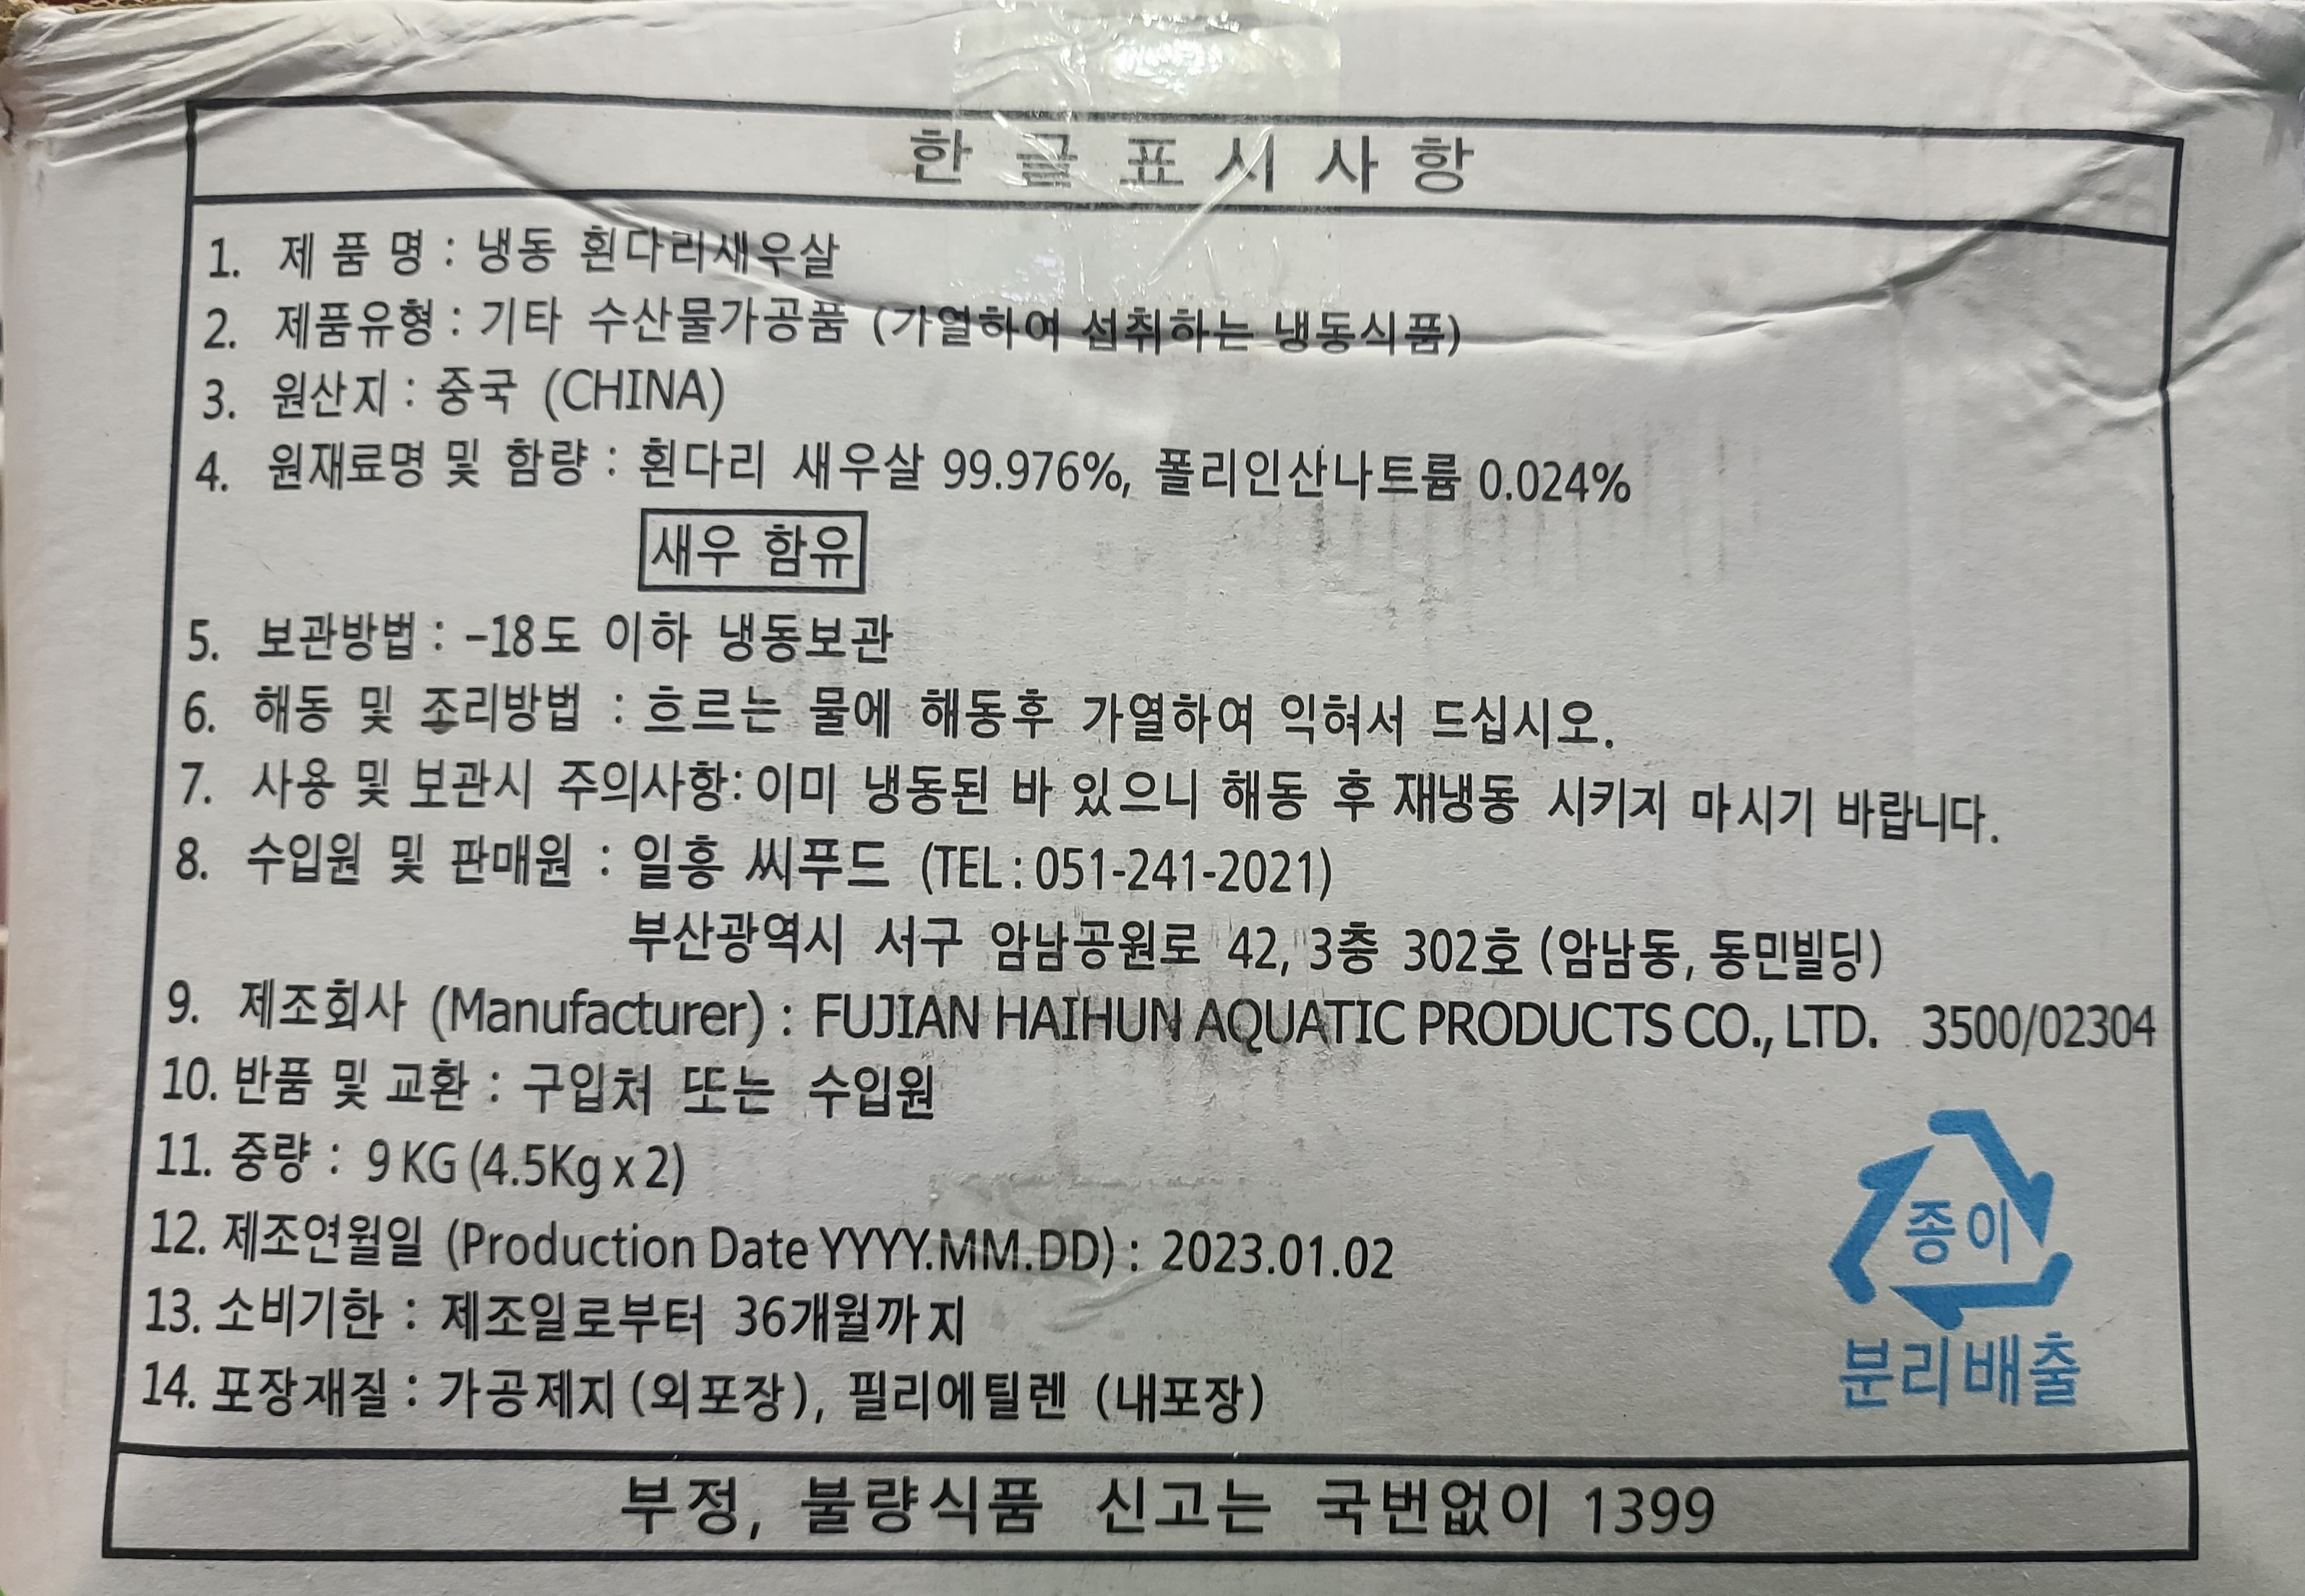 한 글 표 시 사 항
1. 제 품 명 : 냉동 흰다리새우살
2. 제품유형 : 기타 수산물가공품 (가열하여 섭취하는 냉동식품)
3. 원산지 : 중국 (CHINA)
4. 원재료명 및 함량 : 흰다리 새우살 99.976%, 폴리인산나트륨 0.024%
새우 함유
5. 보관방법 : -18도 이하 냉동보관
6. 해동 및 조리방법 : 흐르는 물에 해동후 가열하여 익혀서 드십시오.
7. 사용 및 보관시 주의사항: 이미 냉동된 바 있으니 해동 후 재냉동 시키지 마시기 바랍니다.
8. 수입원 및 판매원 : 일흥 씨푸드 (TEL : 051-241-2021)
부산광역시 서구 암남공원로 42, 3층 302호 (암남동, 동민빌딩)
9. 제조회사 (Manufacturer) : FUJIAN HAIHUN AQUATIC PRODUCTS CO., LTD. 3500/02304
10. 반품 및 교환 : 구입처 또는 수입원
11. 중량 : 9 KG (4.5Kg x 2)
12. 제조연월일 (Production Date YYYY.MM.DD) : 2023.01.02
13. 소비기한 : 제조일로부터 36개월까지
14. 포장재질 : 가공제지 (외포장), 필리에틸렌 (내포장)
종이
분리배출
부정, 불량식품 신고는 국번없이 1399